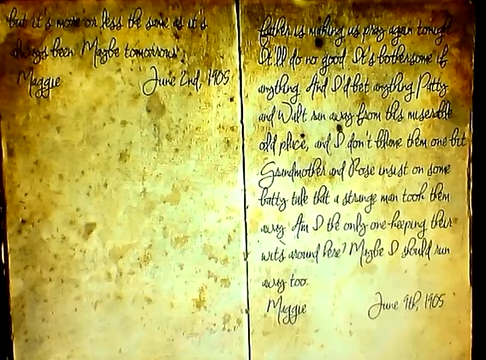 but it's more or less the same as it's
always been. Maybe tomorrow.
Maggie June 2nd, 1905
Father is making us pray again tonight.
It'll do no good. It's bothersome if
anything. And I'd bet anything Patty
and Walt run away from this miserable
old place, and I don't blame them one bit.
Grandmother and Rose insist on some
batty tale that a strange man took them
away. Am I the only one keeping their
wits around here? Maybe I should run
away too.
Maggie June 9th, 1905